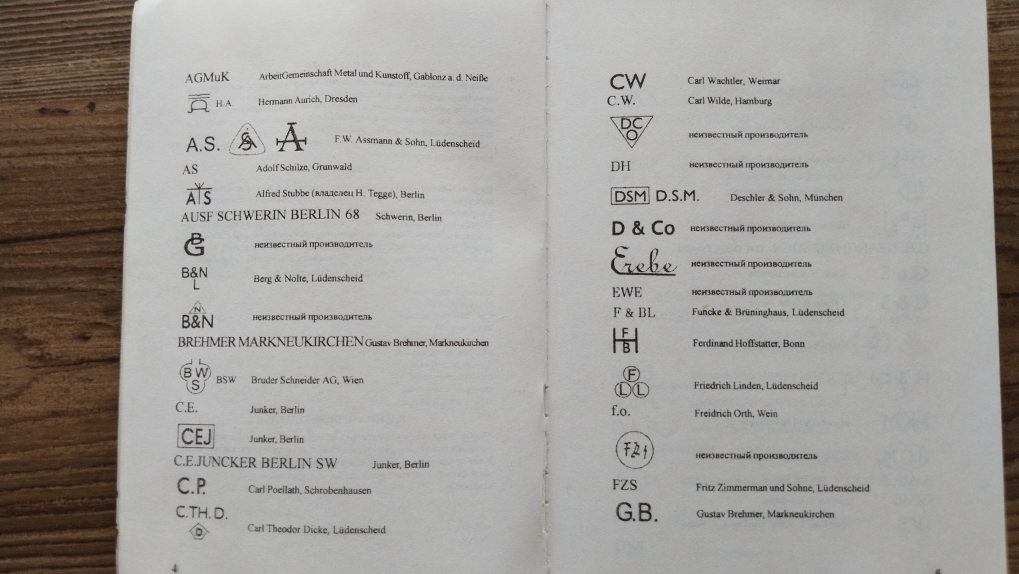 AGMuK ArbeitGemeinschaft Metal und Kunstoff, Gablonz a. d. Neiße
H.A. Hermann Aurich, Dresden
A.S. SA A F.W. Assmann & Sohn, Lüdenscheid
AS Adolf Schilze, Grunwald
ATS Alfred Stubbe (владелец H. Tegge), Berlin
AUSF SCHWERIN BERLIN 68 Schwerin, Berlin
BG неизвестный производитель
B&N
L Berg & Nolte, Lüdenscheid
N
B&N неизвестный производитель
BREHMER MARKNEUKIRCHEN Gustav Brehmer, Markneukirchen
B W
S BSW Bruder Schneider AG, Wien
C.E. Junker, Berlin
CEJ Junker, Berlin
C.E.JUNCKER BERLIN SW Junker, Berlin
C.P. Carl Poellath, Schrobenhausen
C.TH.D.
D Carl Theodor Dicke, Lüdenscheid
4
CW Carl Wachtler, Weimar
C.W. Carl Wilde, Hamburg
DC
O неизвестный производитель
DH неизвестный производитель
DSM D.S.M. Deschler & Sohn, München
D & Co неизвестный производитель
Erebe неизвестный производитель
EWE неизвестный производитель
F & BL Funcke & Brüninghaus, Lüdenscheid
F
H
B Ferdinand Hoffstatter, Bonn
F
L L Friedrich Linden, Lüdenscheid
f.o. Freidrich Orth, Wein
неизвестный производитель
FZS Fritz Zimmerman und Sohne, Lüdenscheid
G.B. Gustav Brehmer, Markneukirchen